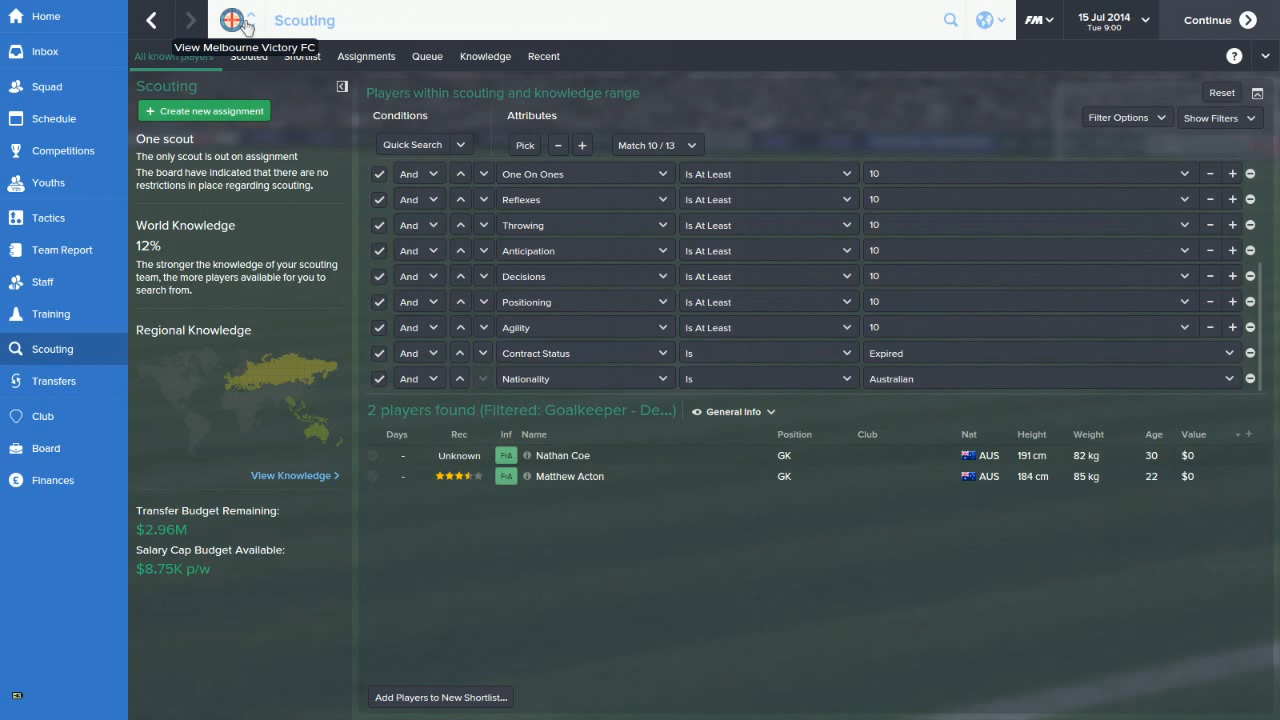 Home
Inbox
Squad
Schedule
Competitions
Youths
Tactics
Team Report
Staff
Training
Scouting
Transfers
Club
Board
Finances
Scouting
FM
15 Jul 2014
Tue 9:00
Continue
View Melbourne Victory FC
All known players
Scouted
Shortlist
Assignments
Queue
Knowledge
Recent
?
Scouting
+ Create new assignment
One scout
The only scout is out on assignment
The board have indicated that there are no
restrictions in place regarding scouting.
World Knowledge
12%
The stronger the knowledge of your scouting
team, the more players available for you to
search from.
Regional Knowledge
View Knowledge >
Transfer Budget Remaining:
$2.96M
Salary Cap Budget Available:
$8.75K p/w
Players within scouting and knowledge range
Reset
Conditions
Attributes
Filter Options
Show Filters
Quick Search
Pick
Match 10 / 13
And One On Ones Is At Least 10
And Reflexes Is At Least 10
And Throwing Is At Least 10
And Anticipation Is At Least 10
And Decisions Is At Least 10
And Positioning Is At Least 10
And Agility Is At Least 10
And Contract Status Is Expired
And Nationality Is Australian
2 players found (Filtered: Goalkeeper - De...)
General Info
Days Rec Inf Name Position Club Nat Height Weight Age Value
- Unknown FrA Nathan Coe GK AUS 191 cm 82 kg 30 $0
- FrA Matthew Acton GK AUS 184 cm 85 kg 22 $0
Add Players to New Shortlist...